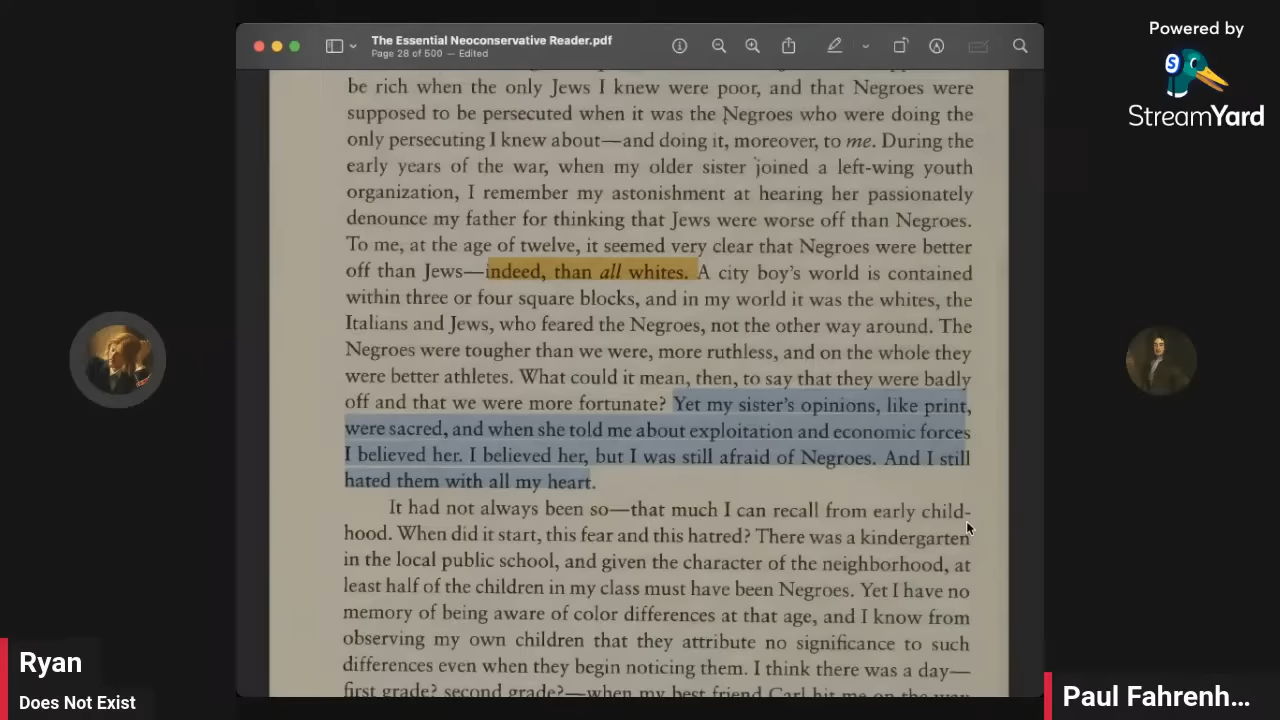 The Essential Neoconservative Reader.pdf
Page 28 of 500 — Edited
Powered by
S
StreamYard
be rich when the only Jews I knew were poor, and that Negroes were
supposed to be persecuted when it was the Negroes who were doing the
only persecuting I knew about—and doing it, moreover, to me. During the
early years of the war, when my older sister joined a left-wing youth
organization, I remember my astonishment at hearing her passionately
denounce my father for thinking that Jews were worse off than Negroes.
To me, at the age of twelve, it seemed very clear that Negroes were better
off than Jews—indeed, than all whites. A city boy's world is contained
within three or four square blocks, and in my world it was the whites, the
Italians and Jews, who feared the Negroes, not the other way around. The
Negroes were tougher than we were, more ruthless, and on the whole they
were better athletes. What could it mean, then, to say that they were badly
off and that we were more fortunate? Yet my sister's opinions, like print,
were sacred, and when she told me about exploitation and economic forces
I believed her. I believed her, but I was still afraid of Negroes. And I still
hated them with all my heart.
It had not always been so—that much I can recall from early child-
hood. When did it start, this fear and this hatred? There was a kindergarten
in the local public school, and given the character of the neighborhood, at
least half of the children in my class must have been Negroes. Yet I have no
memory of being aware of color differences at that age, and I know from
observing my own children that they attribute no significance to such
differences even when they begin noticing them. I think there was a day—
first grade? second grade?—when my best friend Carl hit me on the way
Ryan
Does Not Exist
Paul Fahrenh...